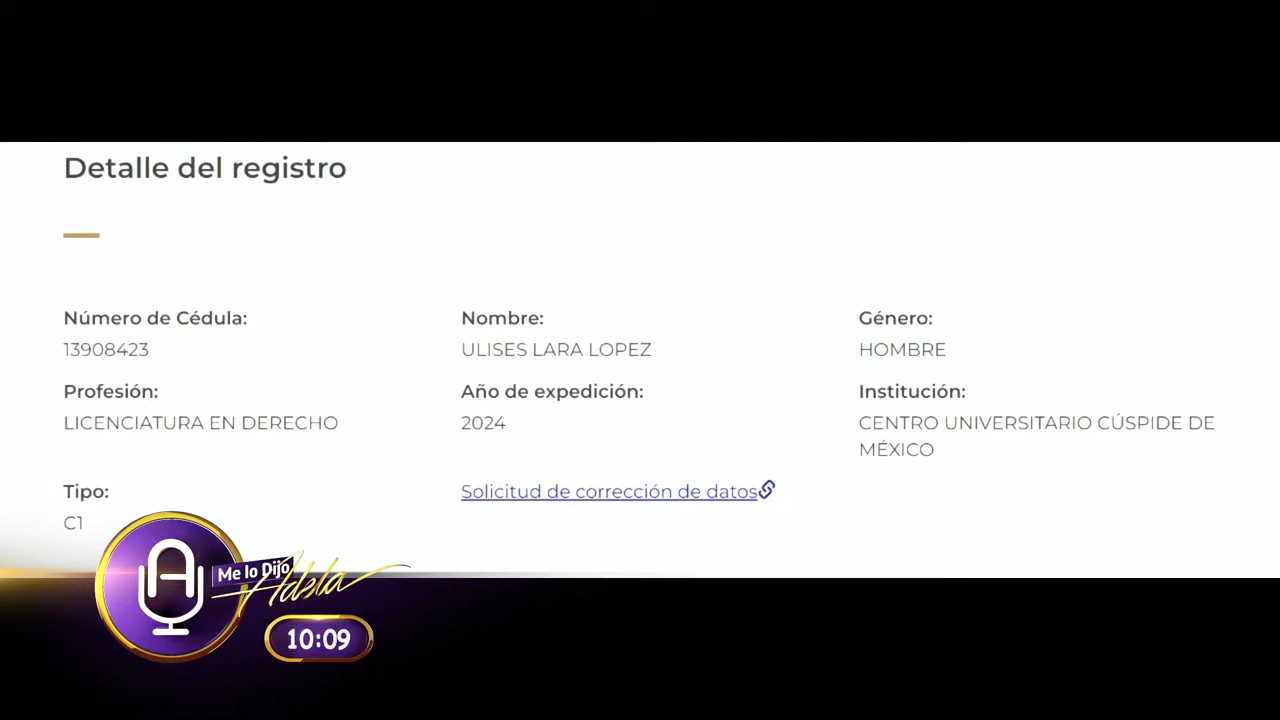 Detalle del registro
Número de Cédula: Nombre: Género:
13908423 ULISES LARA LOPEZ HOMBRE
Profesión: Año de expedición: Institución:
LICENCIATURA EN DERECHO 2024 CENTRO UNIVERSITARIO CÚSPIDE DE
MÉXICO
Tipo: Solicitud de corrección de datos
C1
Me lo Dijo
Adela
10:09